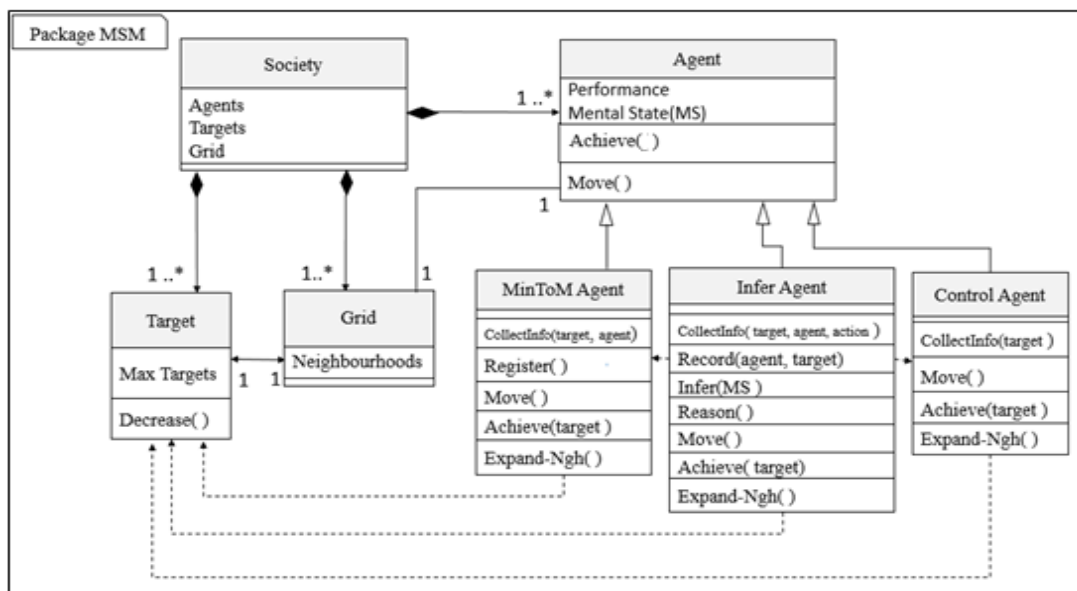 Package MSM
Society
Agents
Targets
Grid
1 ..*
Agent
Performance
Mental State(MS)
Achieve( )
Move( )
1
1
1 ..*
1..*
Target
Max Targets
Decrease( )
1
1
Grid
Neighbourhoods
MinToM Agent
CollectInfo(target, agent)
Register( )
Move( )
Achieve(target )
Expand-Ngh( )
Infer Agent
CollectInfo( target, agent, action )
Record(agent, target)
Infer(MS )
Reason( )
Move( )
Achieve( target)
Expand-Ngh( )
Control Agent
CollectInfo(target )
Move( )
Achieve(target )
Expand-Ngh( )